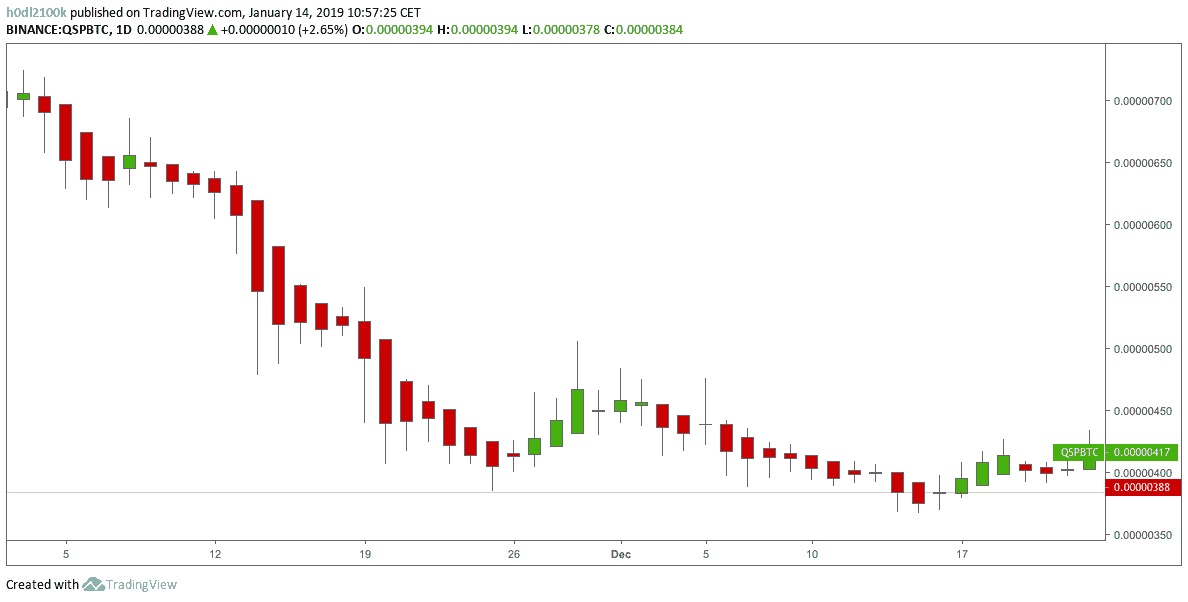 h0dl2100k published on TradingView.com, January 14, 2019 10:57:25 CET
BINANCE:QSPBTC, 1D 0.00000388 ▲ +0.00000010 (+2.65%) O:0.00000394 H:0.00000394 L:0.00000378 C:0.00000384
0.00000700
0.00000650
0.00000600
0.00000550
0.00000500
0.00000450
QSPBTC 0.00000417
0.00000400
0.00000388
0.00000350
5 12 19 26 Dec 5 10 17
Created with TradingView